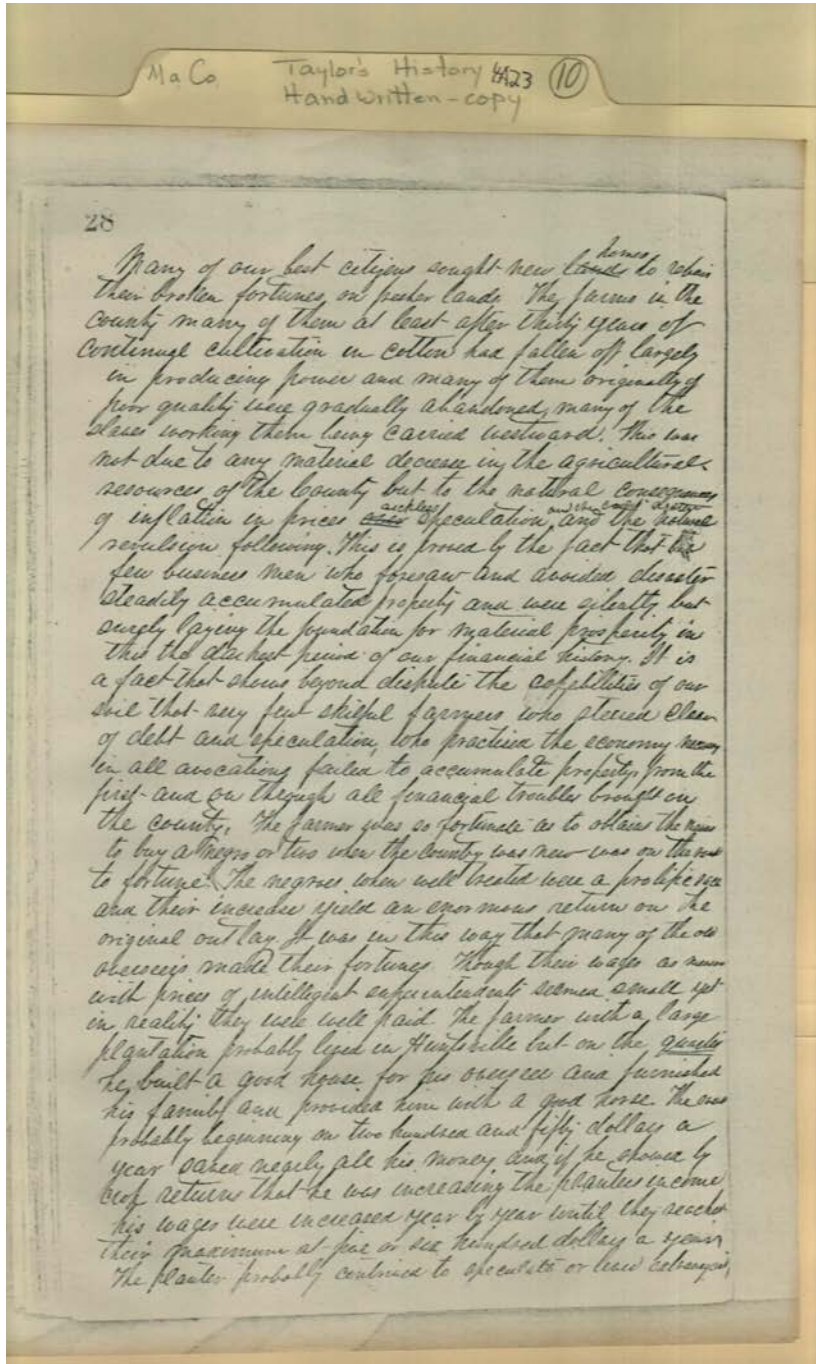 Ma Co Taylor's History 4A23 10
Hand written - copy
28
homes
Many of our best citizens sought new lands to retain
their broken fortunes on fresher lands. The farms in the
county many of them at least after thirty years of
continual cultivation in cotton had fallen off largely
in producing power and many of them originally of
poor quality were gradually abandoned, many of the
slaves working them being carried westward. This was
not due to any material decrease in the agricultural
resources of the County but to the natural consequences
reckless and the
of inflation in prices speculation, and the natural
revulsion following. This is proved by the fact that the
few business men who foresaw and avoided disaster
steadily accumulated property and were silently but
surely laying the foundation for material prosperity in
this the darkest period of our financial history. It is
a fact that shows beyond dispute the capabilities of our
soil that very few skilful farmers who steered clear
of debt and speculation, who practised the economy necessary
in all avocations failed to accumulate property from the
first and on through all financial troubles brought on
the county. The farmer was so fortunate as to obtain the means
to buy a negro or two when the country was new was on the road
to fortune. The negroes when well treated were a prolific race
and their increase yield an enormous return on the
original outlay. It was in this way that many of the old
overseers made their fortunes. Though their wages as
with prices of intelligent superintendents seemed small yet
in reality they were well paid. The farmer with a large
plantation probably lived in Huntsville but on the quarter
he built a good house for his overseer and furnished
his family and provided him with a good horse. The
probably beginning on two hundred and fifty dollars a
year saved nearly all his money and if he showed by
crop returns that he was increasing the planters income
his wages were increased year by year until they reached
their maximum at five or six hundred dollars a year.
The planter probably continued to speculate or